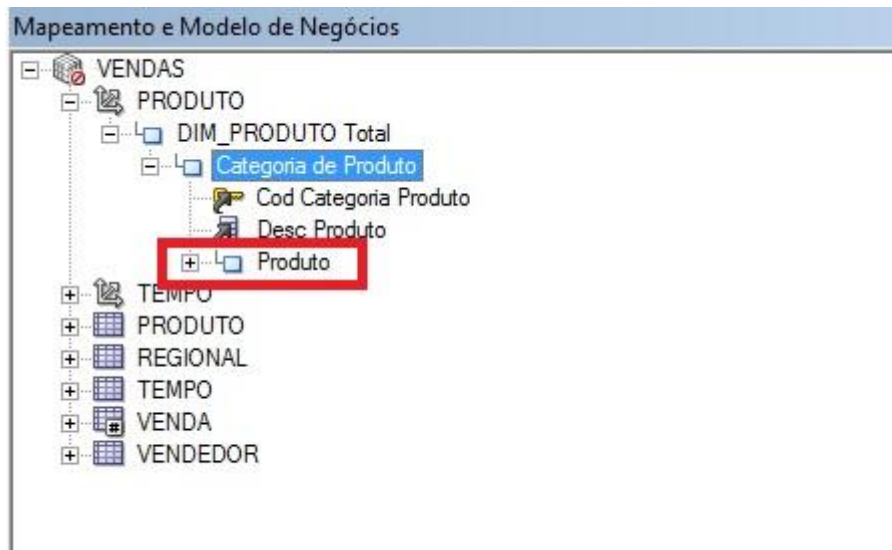 Mapeamento e Modelo de Negócios
VENDAS
PRODUTO
DIM_PRODUTO Total
Categoria de Produto
Cod Categoria Produto
Desc Produto
Produto
TEMPO
PRODUTO
REGIONAL
TEMPO
VENDA
VENDEDOR